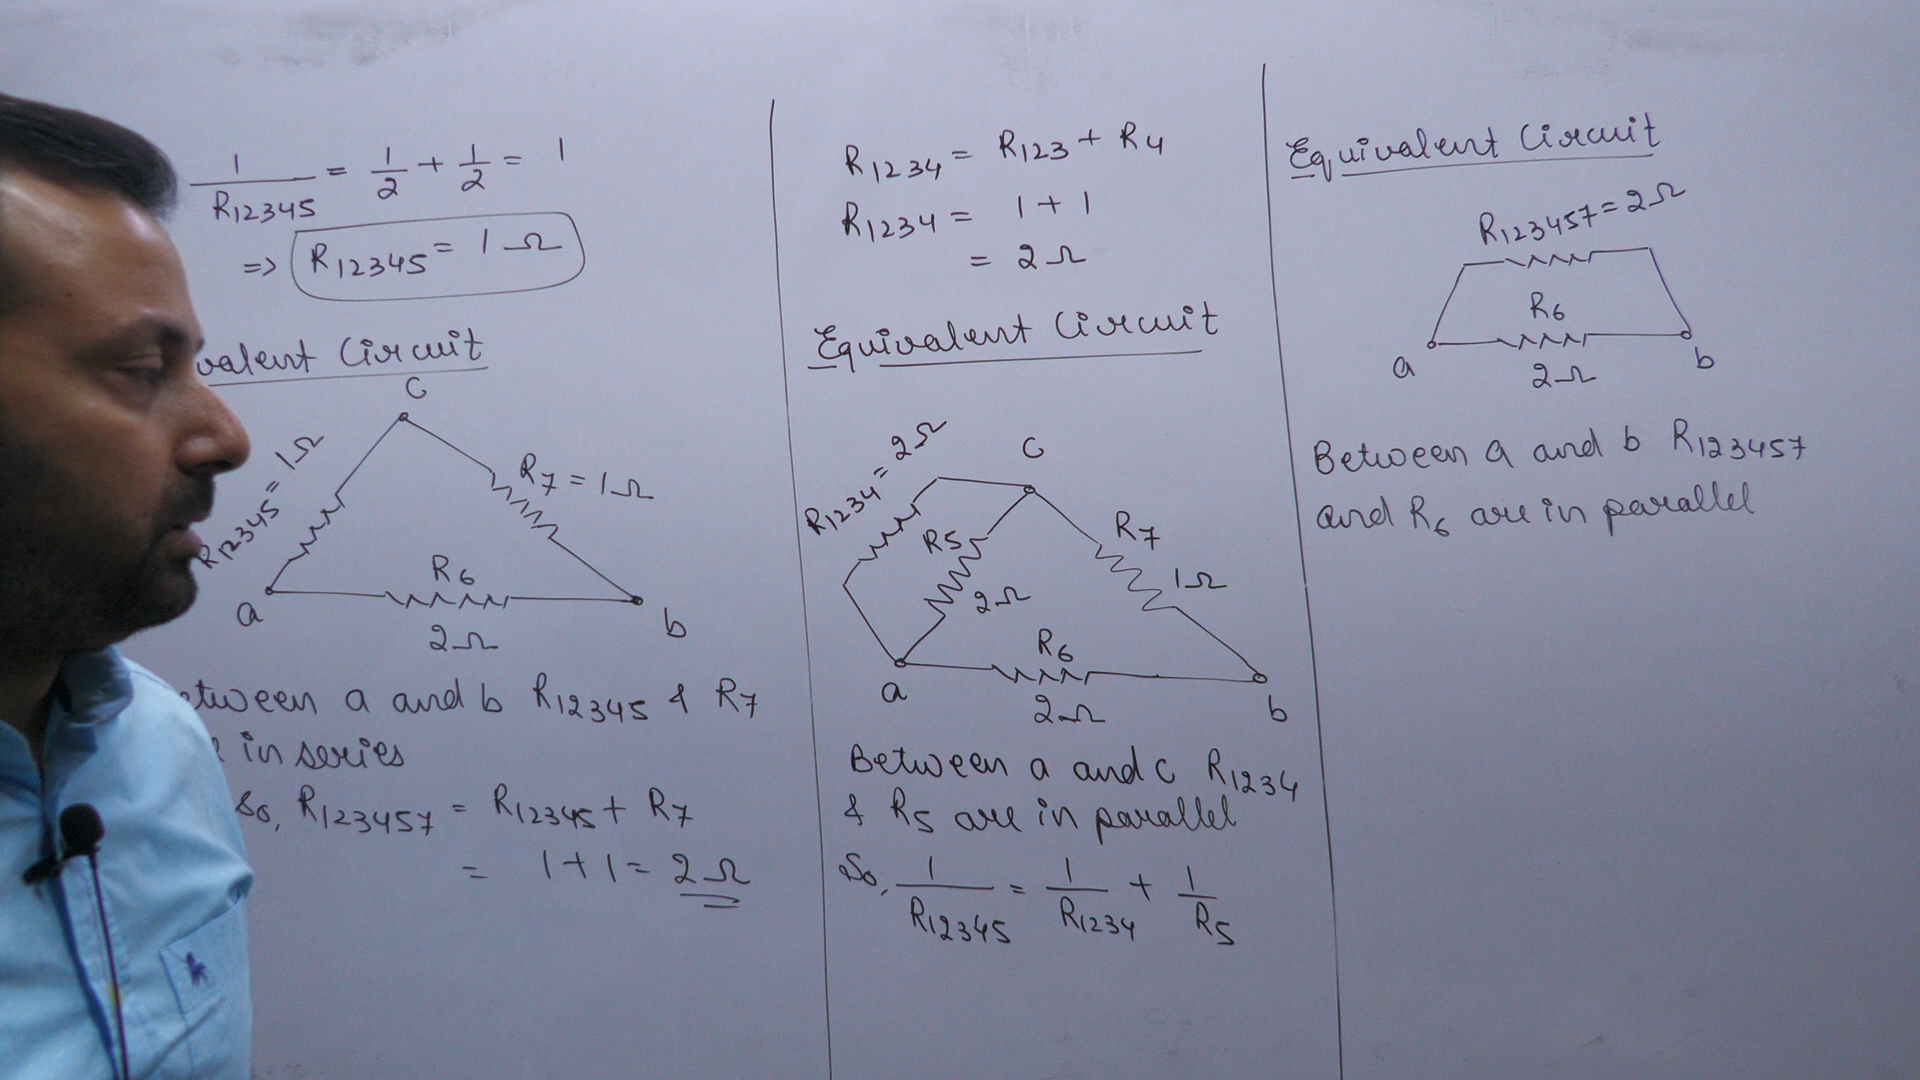 1/R12345 = 1/2 + 1/2 = 1
=> R12345 = 1Ω
valent Circuit
C
R12345 = 1Ω
R7 = 1Ω
R6
a
2Ω
b
tween a and b R12345 & R7
in series
So, R123457 = R12345 + R7
= 1+1 = 2Ω
R1234 = R123 + R4
R1234 = 1 + 1
= 2Ω
Equivalent Circuit
C
R1234 = 2Ω
R5
2Ω
R7
1Ω
R6
a
2Ω
b
Between a and c R1234
& R5 are in parallel
So, 1/R12345 = 1/R1234 + 1/R5
Equivalent Circuit
R123457 = 2Ω
R6
a
2Ω
b
Between a and b R123457
and R6 are in parallel